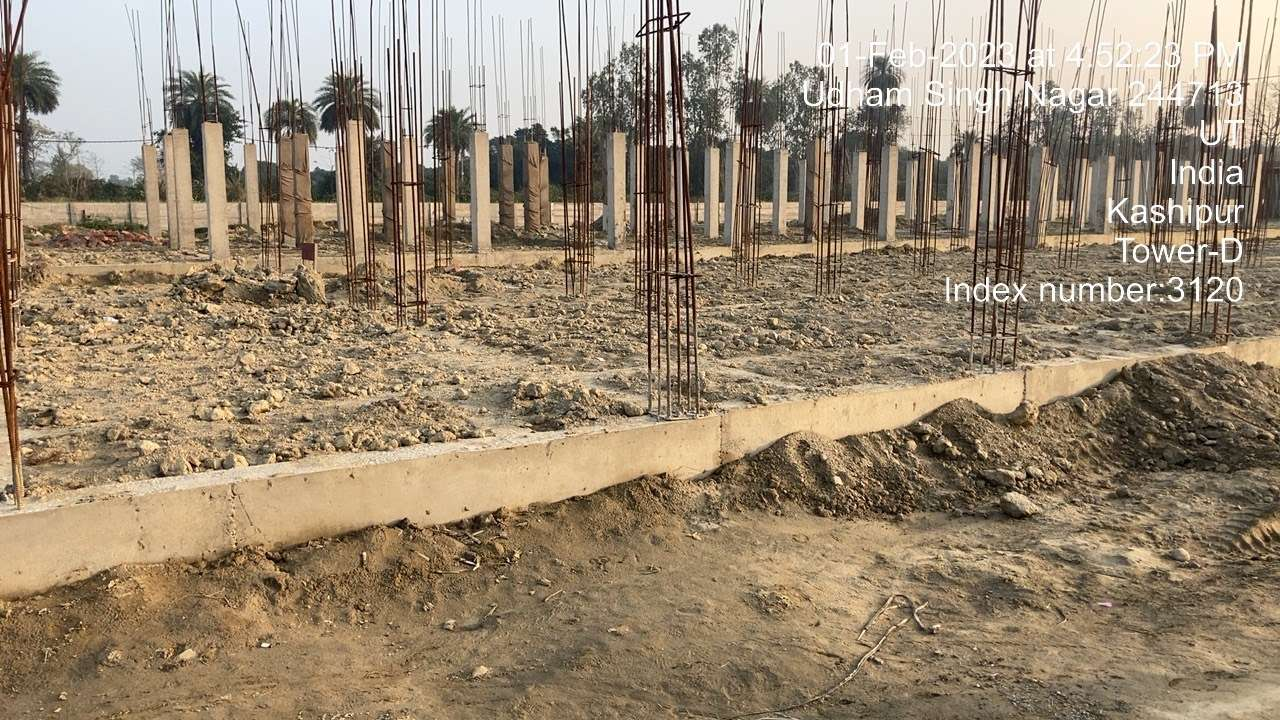 01-Feb-2023 at 4:52:23 PM
Udham Singh Nagar 244713
UT
India
Kashipur
Tower-D
Index number:3120